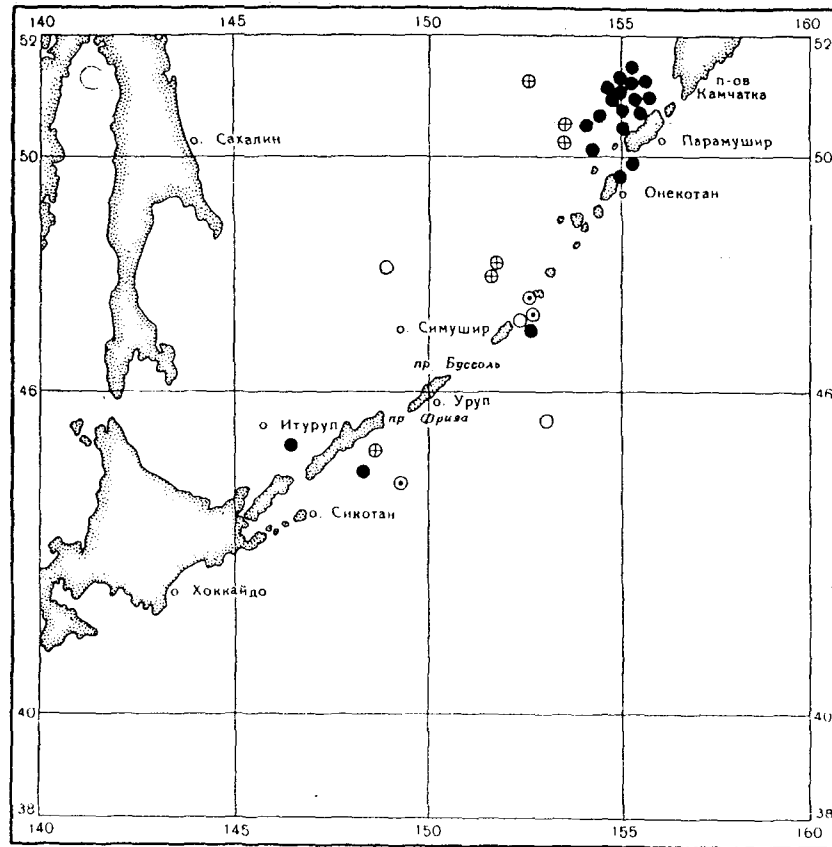 140 145 150 155 160
52 52
п-ов
Камчатка
о. Сахалин
о. Парамушир
50 50
о. Онекотан
о. Симушир
пр Буссоль
46 46
о. Уруп
о. Итуруп
пр Фриза
о. Сикотан
о. Хоккайдо
40 40
38 38
140 145 150 155 160